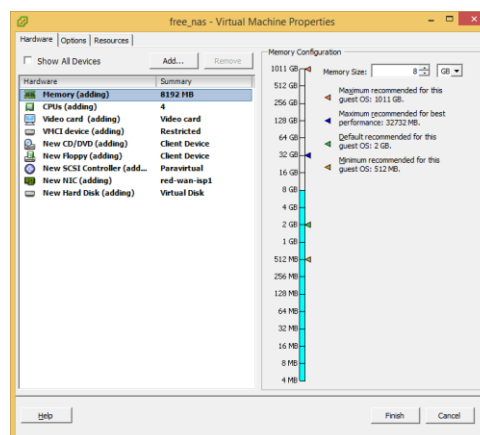 free_nas - Virtual Machine Properties
Hardware Options Resources
Show All Devices
Add... Remove
Hardware Summary
Memory (adding) 8192 MB
CPUs (adding) 4
Video card (adding) Video card
VMCI device (adding) Restricted
New CD/DVD (adding) Client Device
New Floppy (adding) Client Device
New SCSI Controller (add... Paravirtual
New NIC (adding) red-wan-isp1
New Hard Disk (adding) Virtual Disk
Memory Configuration
1011 GB
512 GB
256 GB
128 GB
64 GB
32 GB
16 GB
8 GB
4 GB
2 GB
1 GB
512 MB
256 MB
128 MB
64 MB
32 MB
16 MB
8 MB
4 MB
Memory Size: 8 GB
Maximum recommended for this
guest OS: 1011 GB.
Maximum recommended for best
performance: 32732 MB.
Default recommended for this
guest OS: 2 GB.
Minimum recommended for this
guest OS: 512 MB.
Help
Finish Cancel